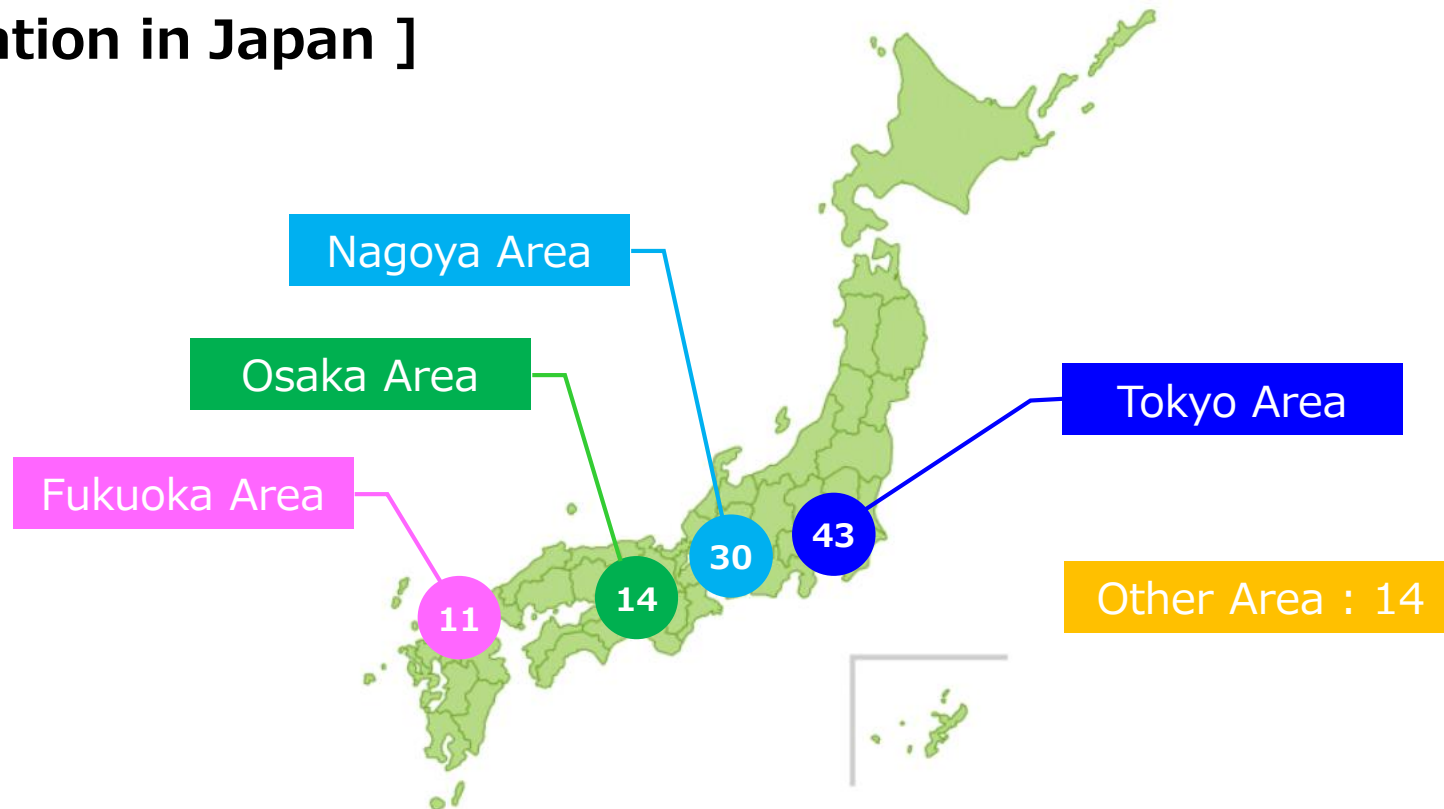 ation in Japan ]
Nagoya Area
Osaka Area
Tokyo Area
Fukuoka Area
43
30
14
11
Other Area : 14